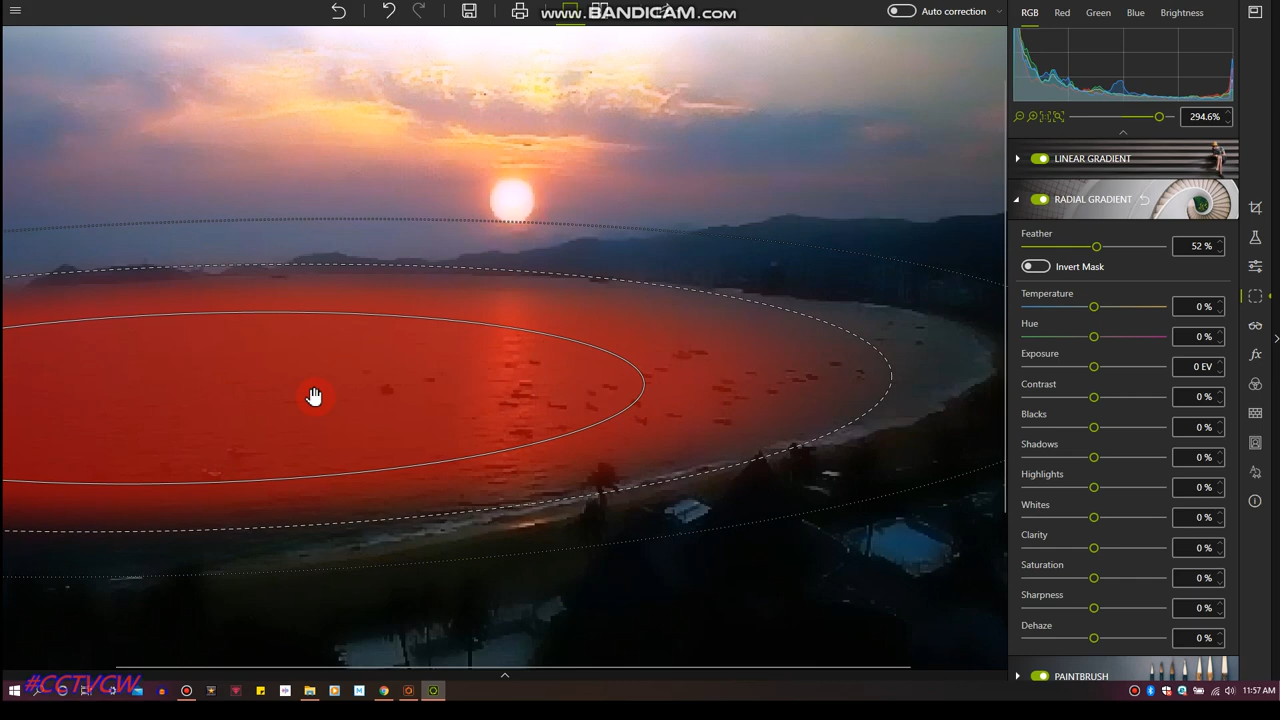 www.BANDICAM.com
Auto correction
RGB Red Green Blue Brightness
294.6%
LINEAR GRADIENT
RADIAL GRADIENT
Feather
52 %
Invert Mask
Temperature
0 %
Hue
0 %
Exposure
0 EV
Contrast
0 %
Blacks
0 %
Shadows
0 %
Highlights
0 %
Whites
0 %
Clarity
0 %
Saturation
0 %
Sharpness
0 %
Dehaze
0 %
PAINTBRUSH
#CCTVCW
11:57 AM